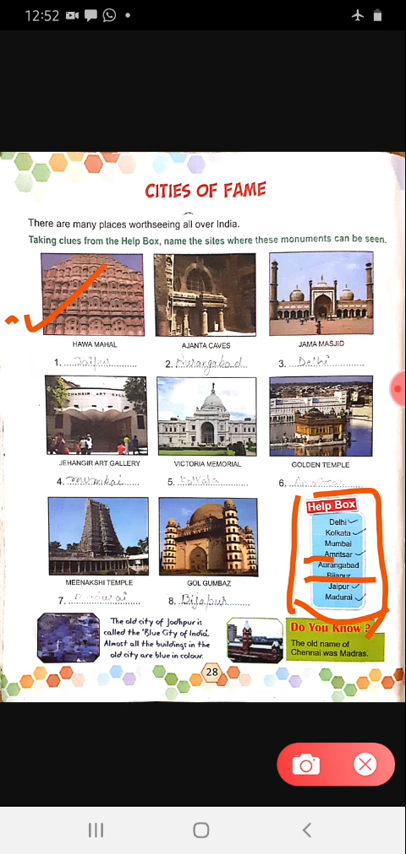 12:52
CITIES OF FAME
There are many places worthseeing all over India.
Taking clues from the Help Box, name the sites where these monuments can be seen.
HAWA MAHAL
AJANTA CAVES
JAMA MASJID
1. Jaipur
2. Aurangabad
3. Delhi
JEHANGIR ART GALLERY
JEHANGIR ART GALLERY
VICTORIA MEMORIAL
GOLDEN TEMPLE
4. mumbai
5. Kolkata
6. Amritsar
Help Box
Delhi
Kolkata
Mumbai
Amritsar
Aurangabad
Bijapur
Jaipur
Madurai
MEENAKSHI TEMPLE
GOL GUMBAZ
7. Madurai
8. Bijapur
The old city of Jodhpur is
called the 'Blue City of India'.
Almost all the buildings in the
old city are blue in colour.
Do You Know ?
The old name of
Chennai was Madras.
28